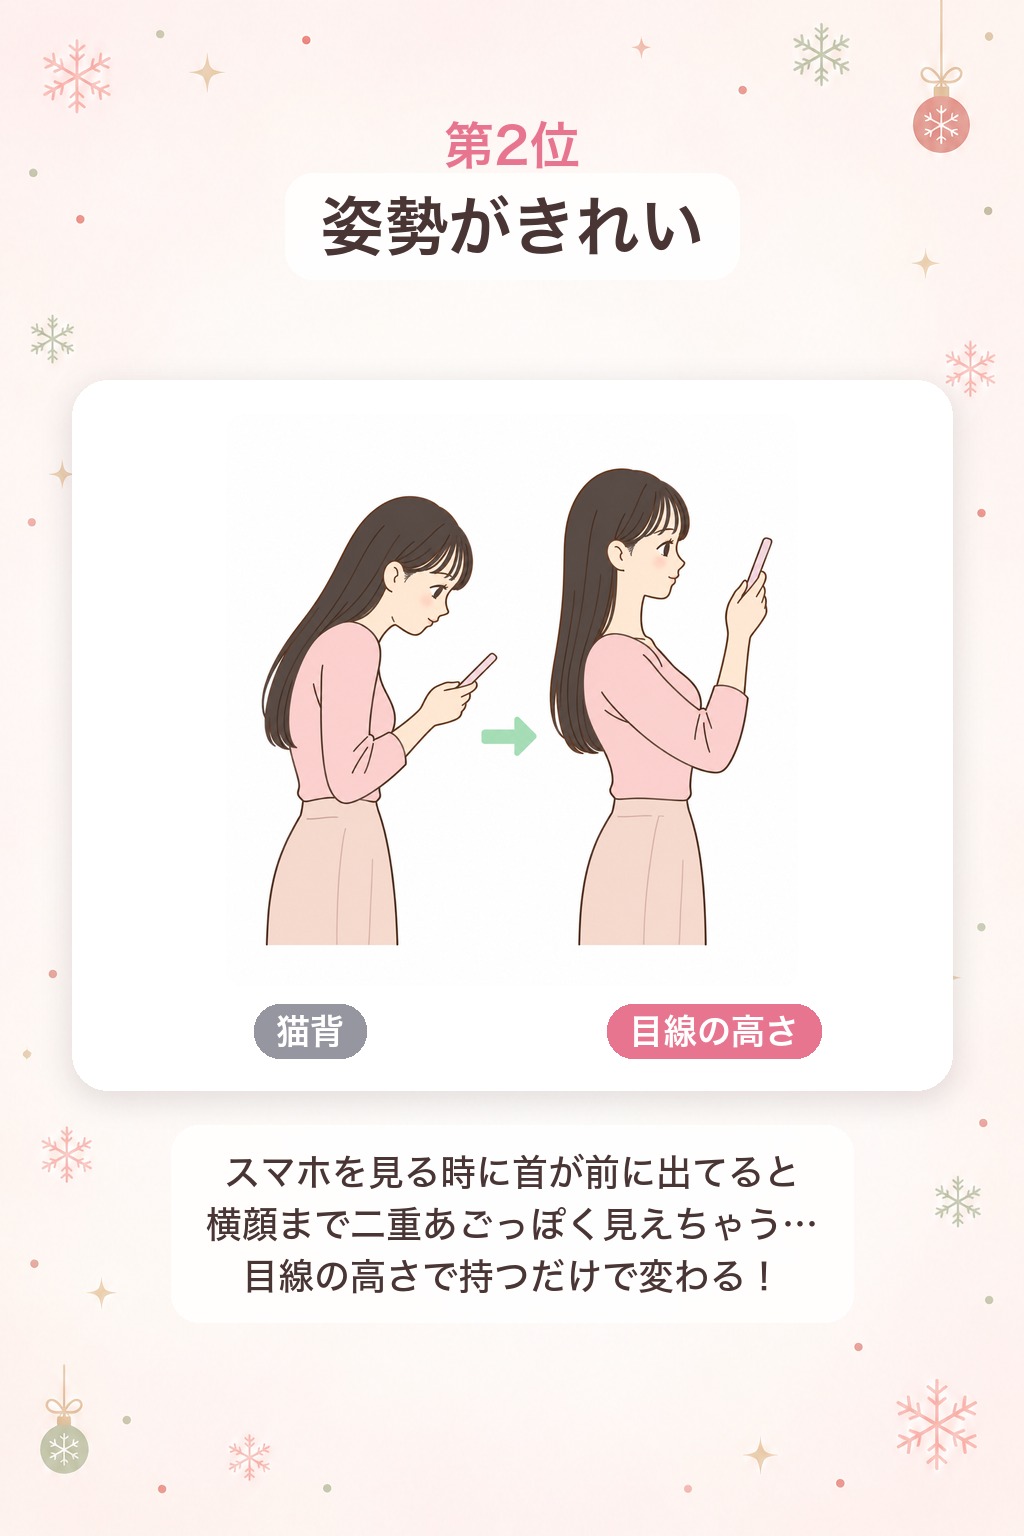 第2位
姿勢がきれい
猫背
目線の高さ
スマホを見る時に首が前に出てると
横顔まで二重あごっぽく見えちゃう…
目線の高さで持つだけで変わる！